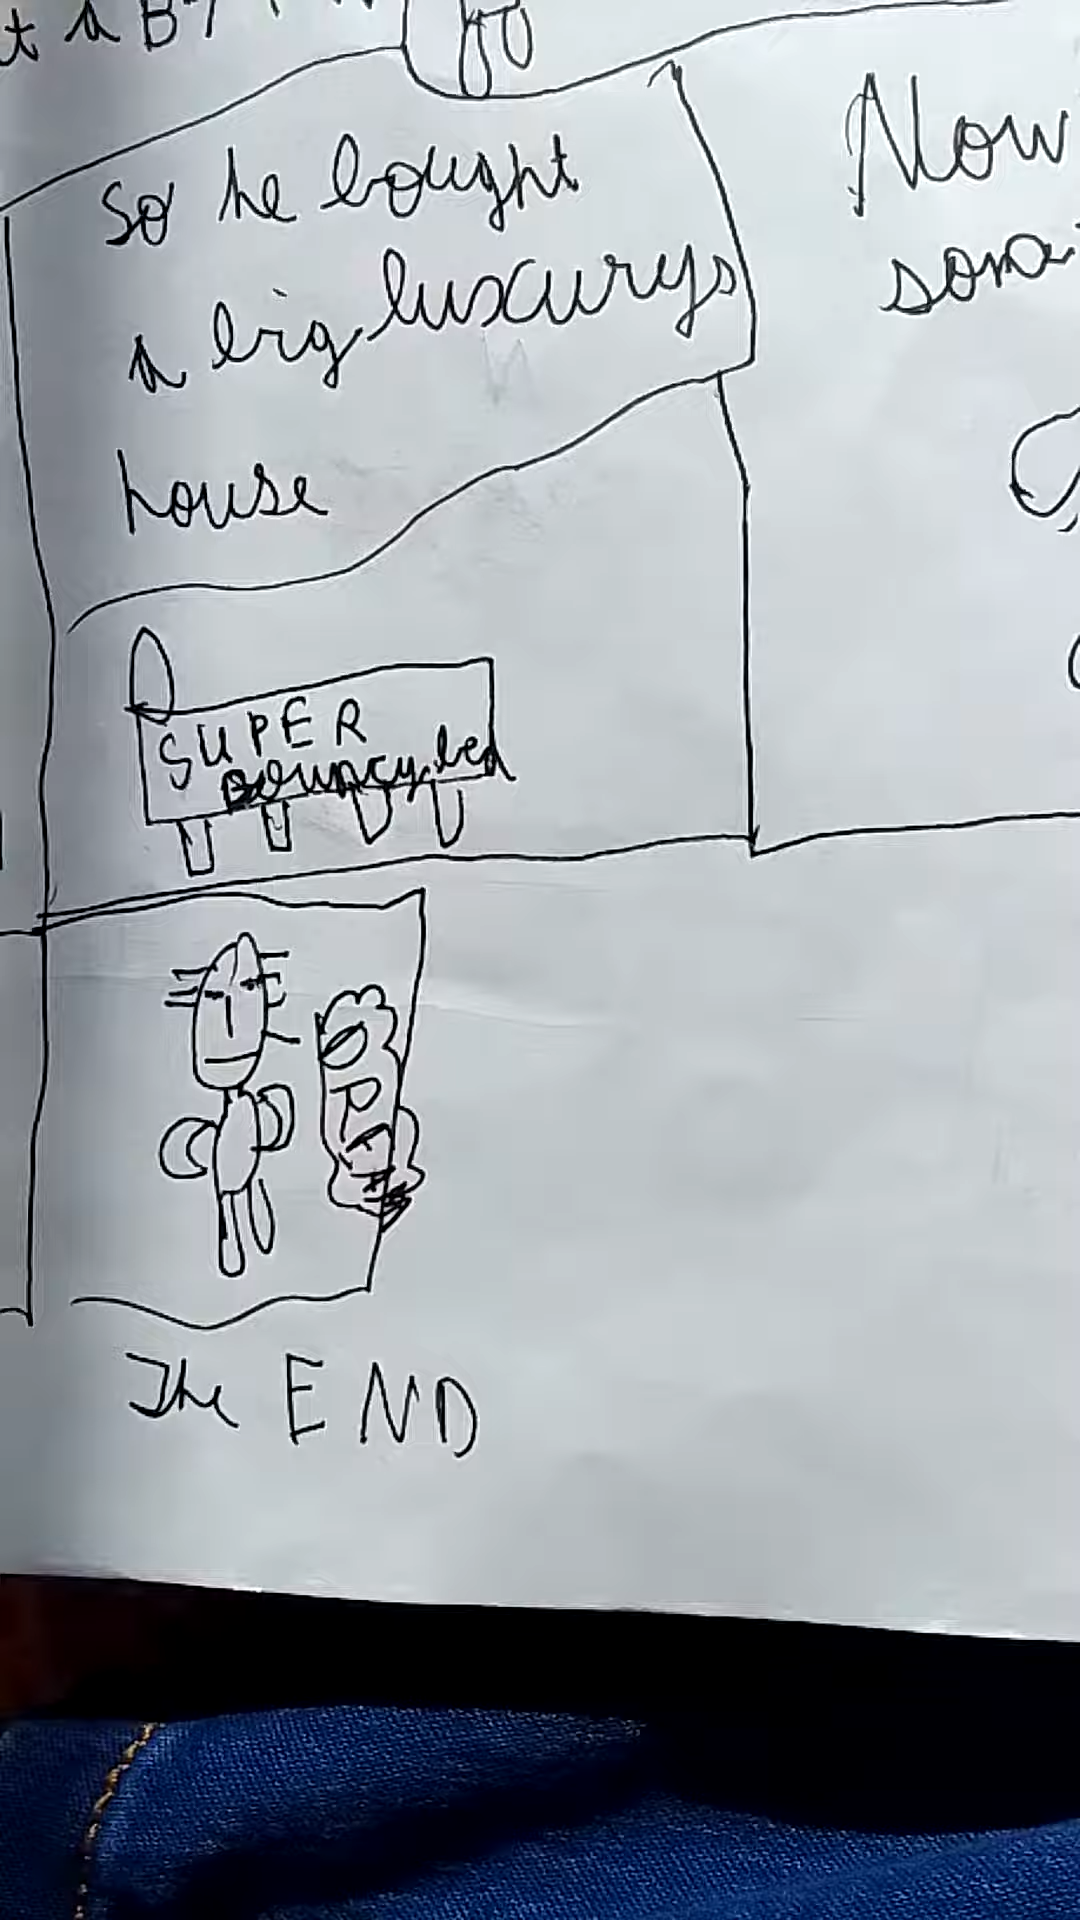 So he bought
a big luxurys
house
SUPER
Bouncy bed
The END
Now